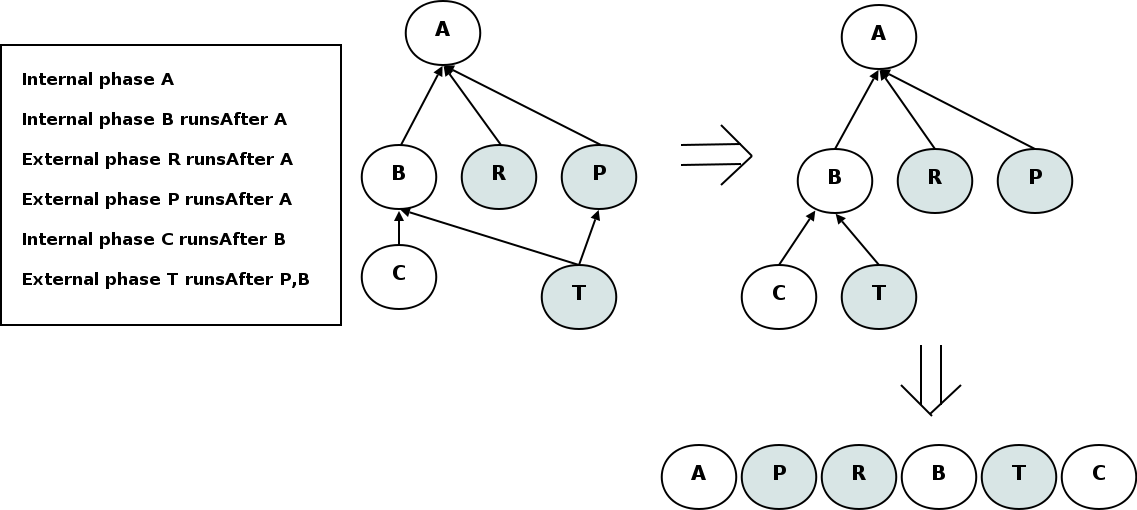 Internal phase A
Internal phase B runsAfter A
External phase R runsAfter A
External phase P runsAfter A
Internal phase C runsAfter B
External phase T runsAfter P,B
A
B R P
C
T
A
B R P
C T
A P R B T C